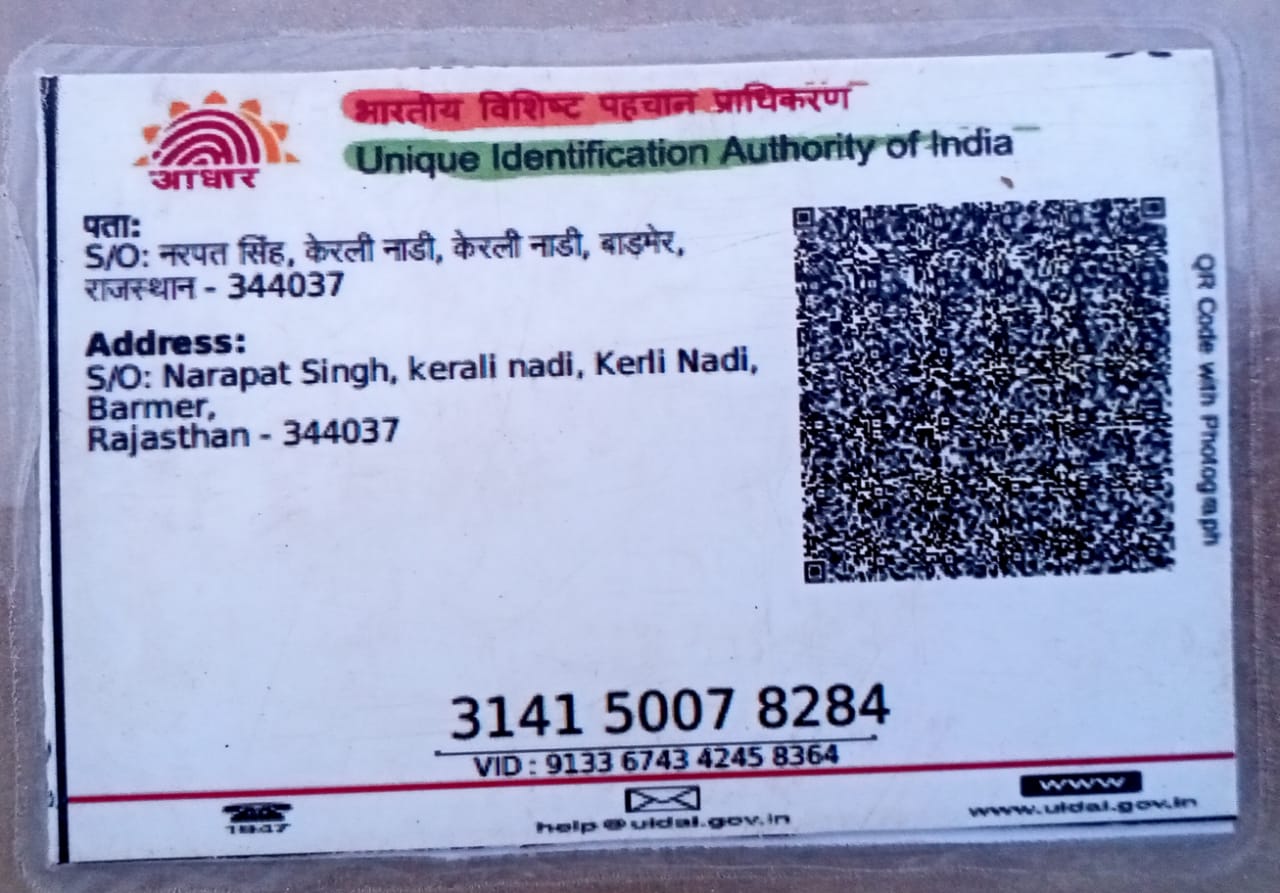 आधार
भारतीय विशिष्ट पहचान प्राधिकरण
Unique Identification Authority of India
पता:
S/O: नरपत सिंह, केरली नाडी, केरली नाडी, बाड़मेर,
राजस्थान - 344037
Address:
S/O: Narapat Singh, kerali nadi, Kerli Nadi,
Barmer,
Rajasthan - 344037
QR Code with Photograph
3141 5007 8284
VID : 9133 6743 4245 8364
1947
help@uidai.gov.in
www
www.uidai.gov.in